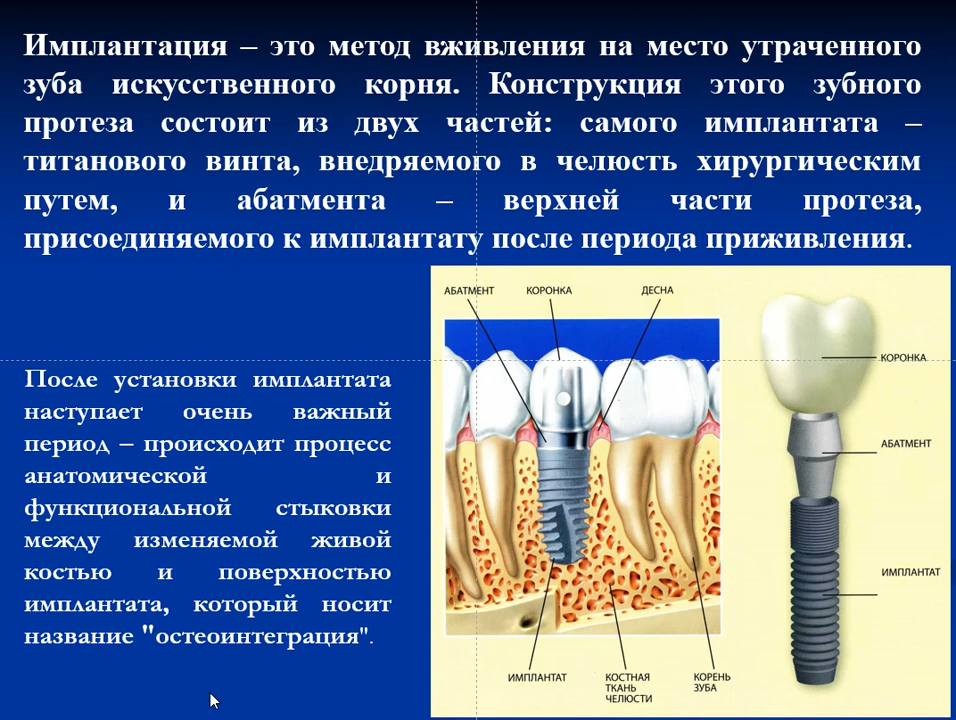 Имплантация – это метод вживления на место утраченного
зуба искусственного корня. Конструкция этого зубного
протеза состоит из двух частей: самого имплантата –
титанового винта, внедряемого в челюсть хирургическим
путем, и абатмента – верхней части протеза,
присоединяемого к имплантату после периода приживления.
После установки имплантата
наступает очень важный
период – происходит процесс
анатомической и
функциональной стыковки
между изменяемой живой
костью и поверхностью
имплантата, который носит
название "остеоинтеграция".
АБАТМЕНТ КОРОНКА ДЕСНА
ИМПЛАНТАТ
КОСТНАЯ
ТКАНЬ
ЧЕЛЮСТИ
КОРЕНЬ
ЗУБА
КОРОНКА
АБАТМЕНТ
ИМПЛАНТАТ